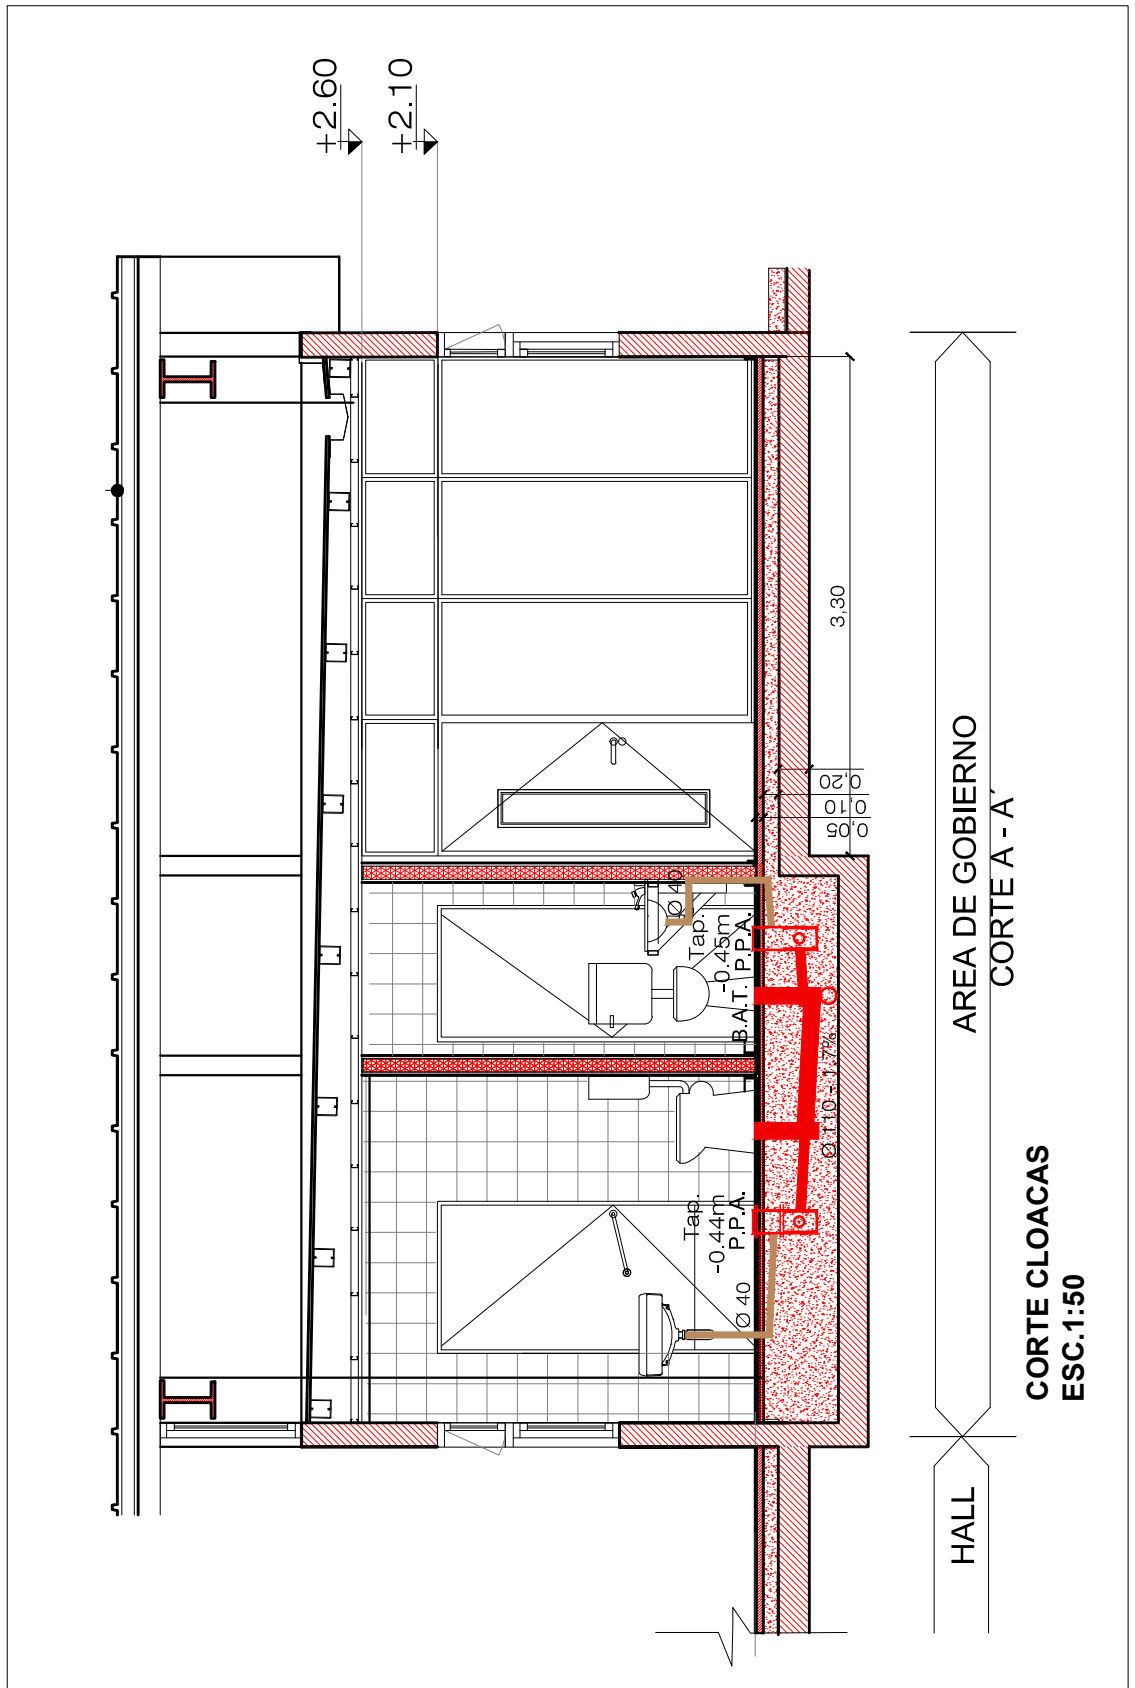 +2.60
+2.10
3,30
0,20
0,10
0,05
Ø 40
Tap.
-0.45m
P.P.A.
B.A.T.
Ø 110 - 1.7%
Tap.
-0.44m
P.P.A.
Ø 40
AREA DE GOBIERNO
CORTE A - A´
HALL
CORTE CLOACAS
ESC.1:50